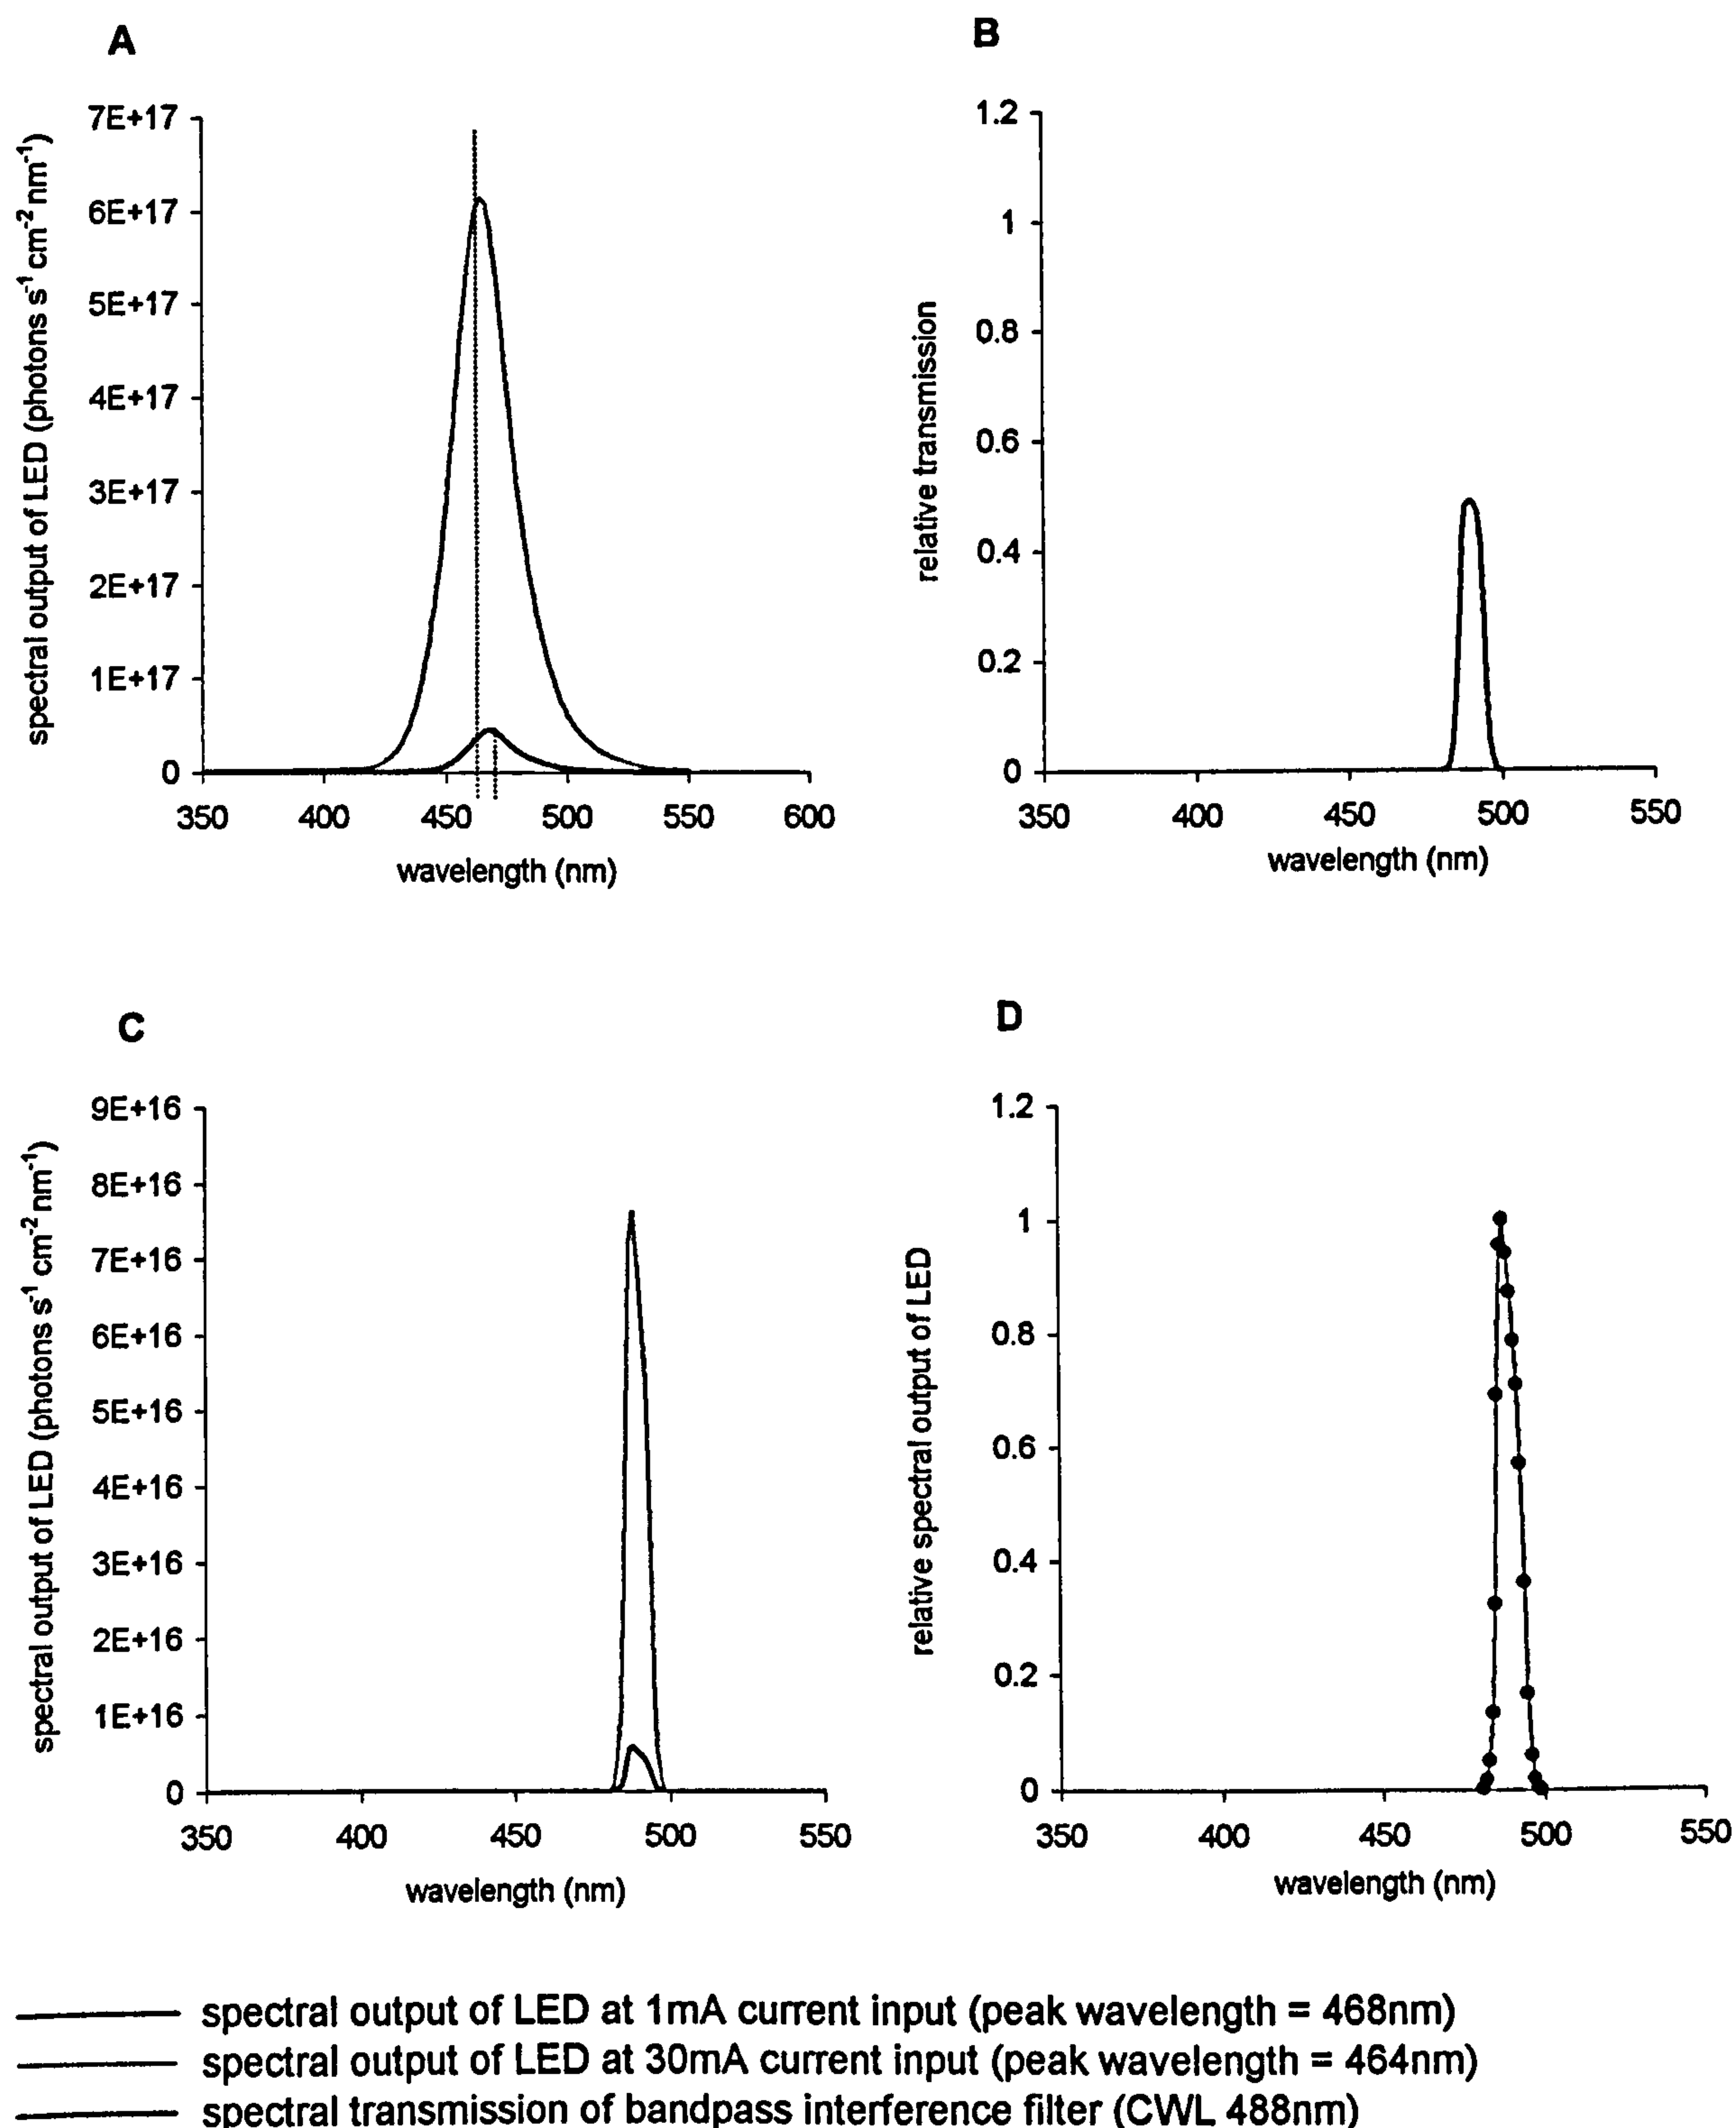 A
spectral output of LED (photons s⁻¹ cm⁻² nm⁻¹)
7E+17
6E+17
5E+17
4E+17
3E+17
2E+17
1E+17
0
350 400 450 500 550 600
wavelength (nm)
B
relative transmission
1.2
1
0.8
0.6
0.4
0.2
0
350 400 450 500 550
wavelength (nm)
C
spectral output of LED (photons s⁻¹ cm⁻² nm⁻¹)
9E+16
8E+16
7E+16
6E+16
5E+16
4E+16
3E+16
2E+16
1E+16
0
350 400 450 500 550
wavelength (nm)
D
relative spectral output of LED
1.2
1
0.8
0.6
0.4
0.2
0
350 400 450 500 550
wavelength (nm)
spectral output of LED at 1mA current input (peak wavelength = 468nm)
spectral output of LED at 30mA current input (peak wavelength = 464nm)
spectral transmission of bandpass interference filter (CWL 488nm)